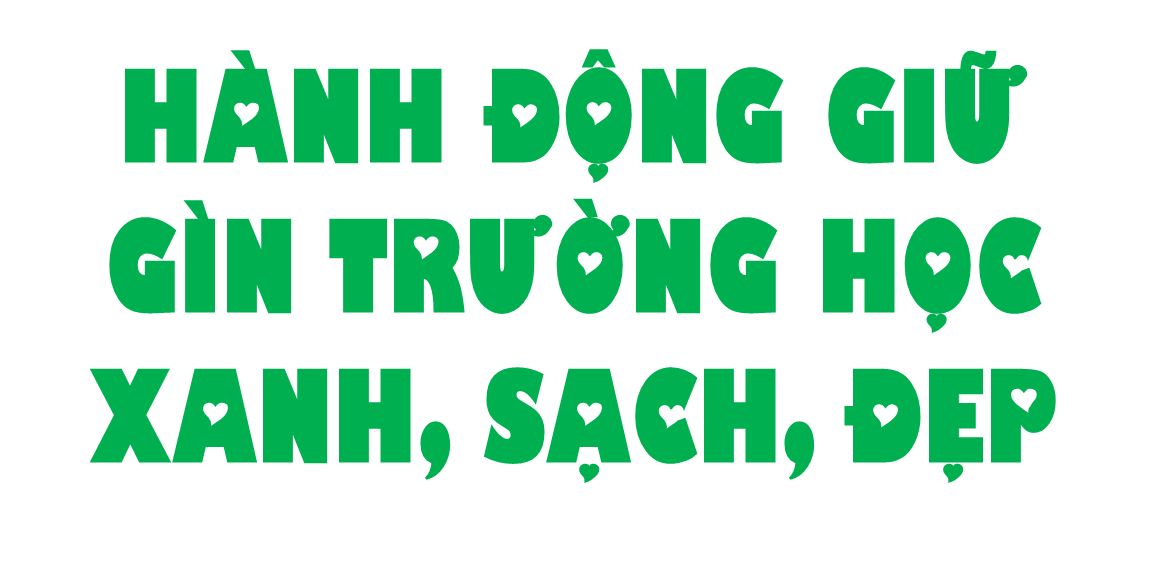 HÀNH ĐỘNG GIỮ
GÌN TRƯỜNG HỌC
XANH, SẠCH, ĐẸP